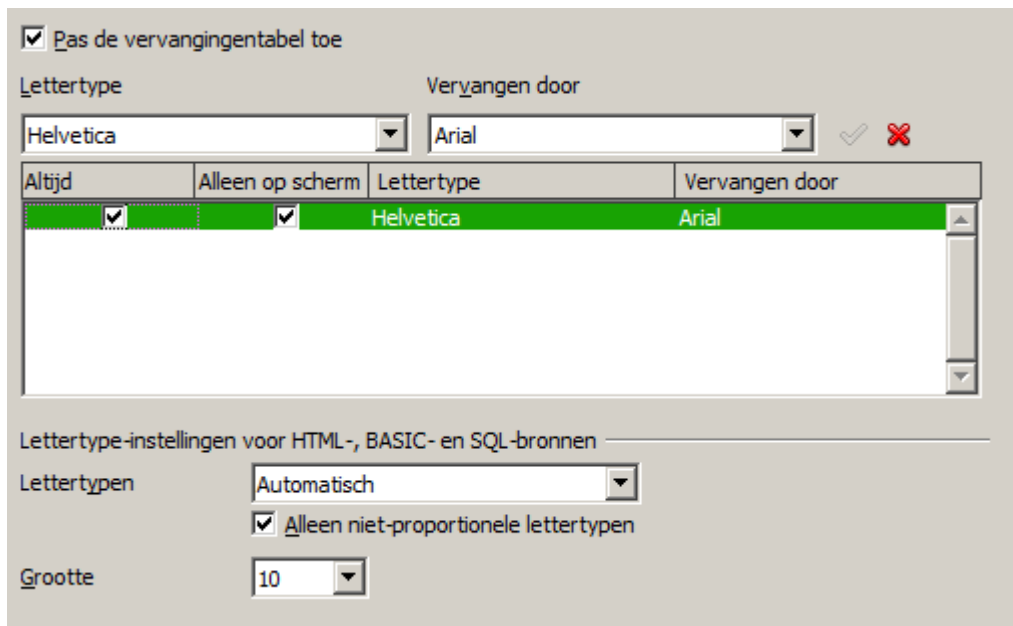 Pas de vervangingentabel toe
Lettertype Vervangen door
Helvetica Arial
Altijd Alleen op scherm Lettertype Vervangen door
Helvetica Arial
Lettertype-instellingen voor HTML-, BASIC- en SQL-bronnen
Lettertypen Automatisch
Alleen niet-proportionele lettertypen
Grootte 10